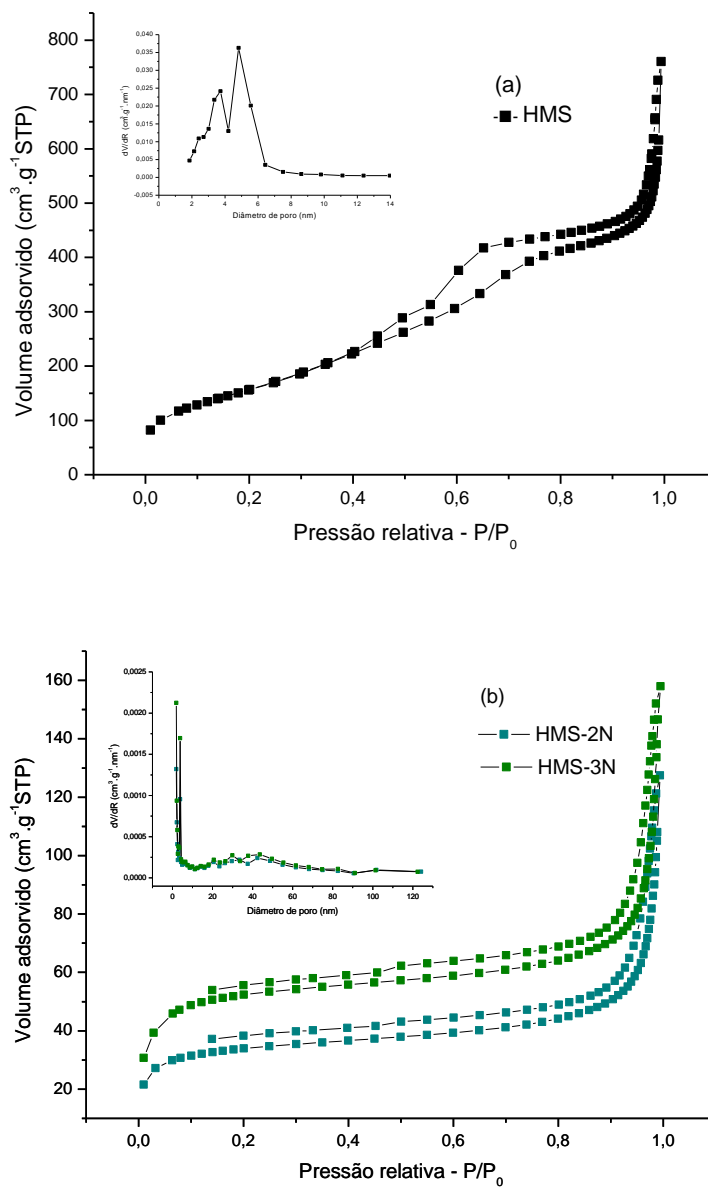 (a)
HMS
Volume adsorvido (cm³.g⁻¹STP)
800
700
600
500
400
300
200
100
0
0,0 0,2 0,4 0,6 0,8 1,0
Pressão relativa - P/P₀
dV/dR (cm³.g⁻¹.nm⁻¹)
0,040
0,035
0,030
0,025
0,020
0,015
0,010
0,005
0,000
-0,005
0 2 4 6 8 10 12 14
Diâmetro de poro (nm)
(b)
HMS-2N
HMS-3N
Volume adsorvido (cm³.g⁻¹STP)
160
140
120
100
80
60
40
20
0,0 0,2 0,4 0,6 0,8 1,0
Pressão relativa - P/P₀
dV/dR (cm³.g⁻¹.nm⁻¹)
0,0025
0,0020
0,0015
0,0010
0,0005
0,0000
0 20 40 60 80 100 120
Diâmetro de poro (nm)